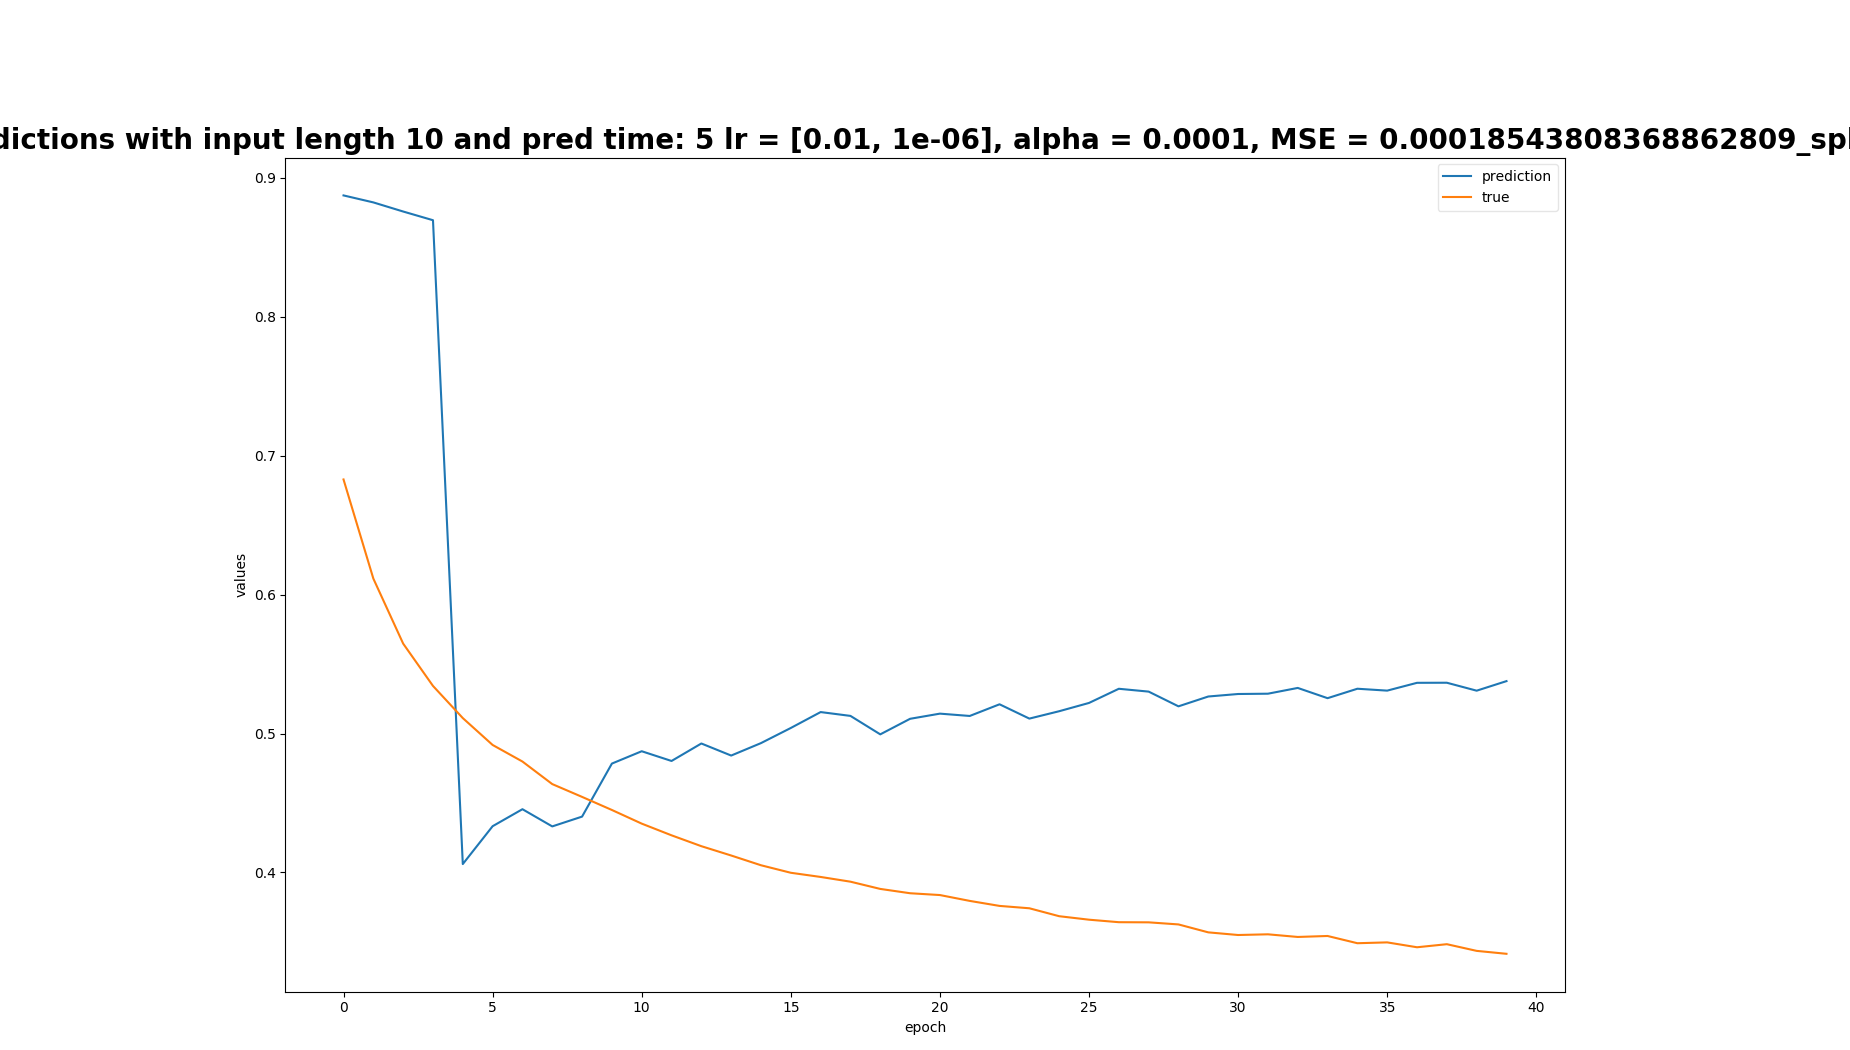 dictions with input length 10 and pred time: 5 lr = [0.01, 1e-06], alpha = 0.0001, MSE = 0.00018543808368862809_spl
prediction
true
0.9
0.8
0.7
0.6
0.5
0.4
values
0 5 10 15 20 25 30 35 40
epoch